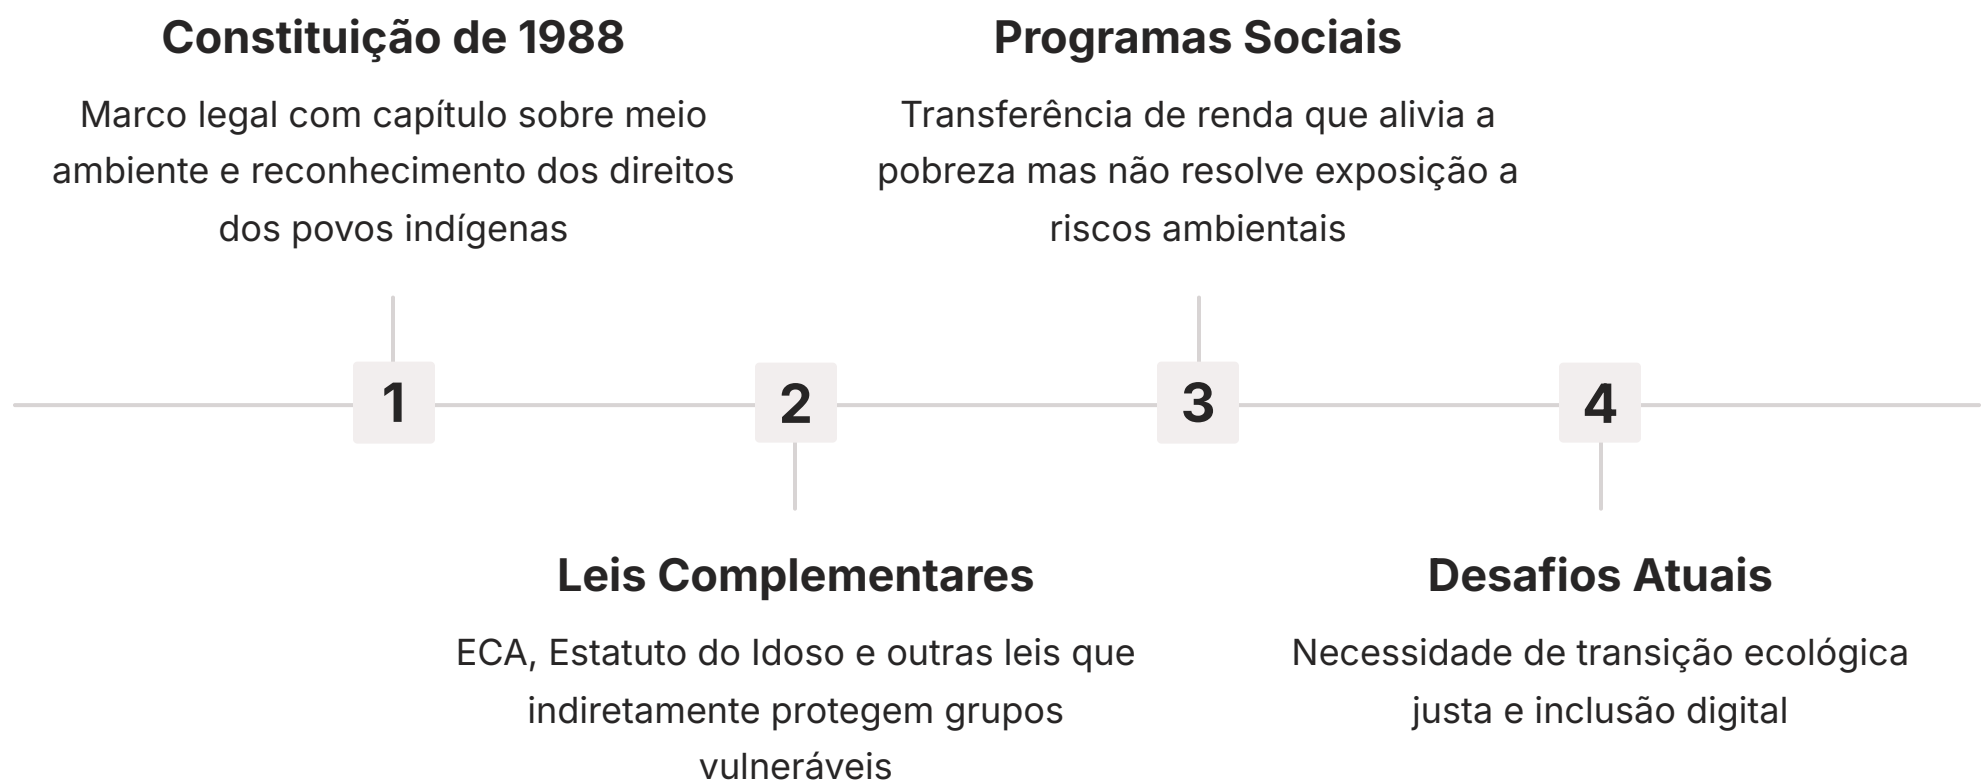 Constituição de 1988
Marco legal com capítulo sobre meio
ambiente e reconhecimento dos direitos
dos povos indígenas
Programas Sociais
Transferência de renda que alivia a
pobreza mas não resolve exposição a
riscos ambientais
1
2
3
4
Leis Complementares
ECA, Estatuto do Idoso e outras leis que
indiretamente protegem grupos
vulneráveis
Desafios Atuais
Necessidade de transição ecológica
justa e inclusão digital